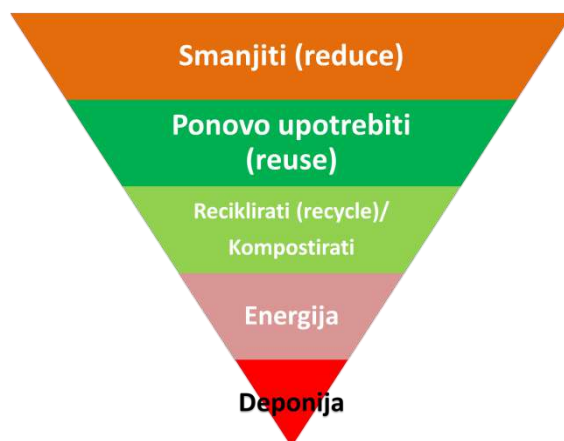 Smanjiti (reduce)
Ponovo upotrebiti
(reuse)
Reciklirati (recycle)/
Kompostirati
Energija
Deponija